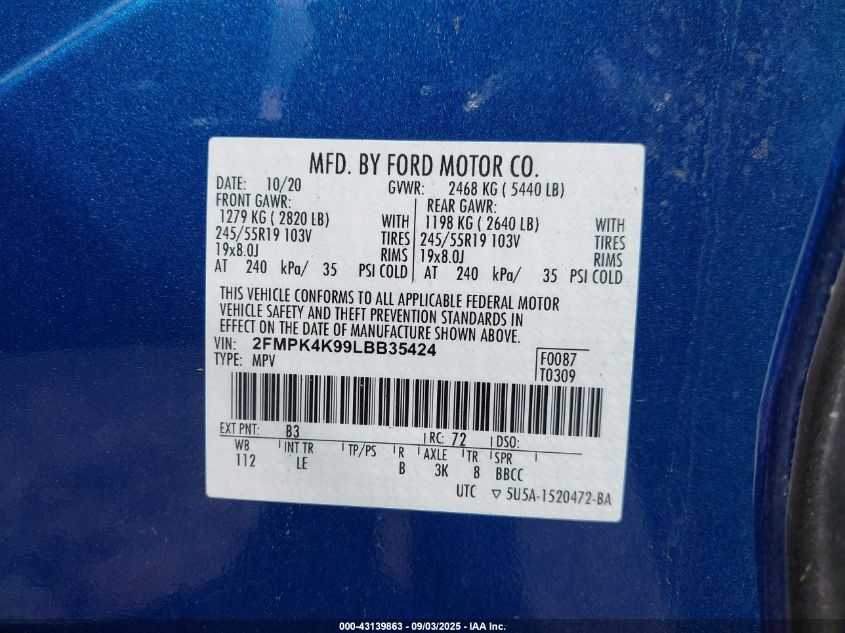 MFD. BY FORD MOTOR CO.
DATE: 10/20 GVWR: 2468 KG ( 5440 LB)
FRONT GAWR: REAR GAWR:
1279 KG ( 2820 LB) WITH 1198 KG ( 2640 LB) WITH
245/55R19 103V TIRES 245/55R19 103V TIRES
19x8.0J RIMS 19x8.0J RIMS
AT 240 kPa/ 35 PSI COLD AT 240 kPa/ 35 PSI COLD
THIS VEHICLE CONFORMS TO ALL APPLICABLE FEDERAL MOTOR
VEHICLE SAFETY AND THEFT PREVENTION STANDARDS IN
EFFECT ON THE DATE OF MANUFACTURE SHOWN ABOVE.
VIN: 2FMPK4K99LBB35424
TYPE: MPV
F0087
T0309
EXT PNT: B3 RC: 72 DSO:
WB INT TR TP/PS R AXLE TR SPR
112 LE B 3K 8 BBCC
UTC ▽ 5U5A-1520472-BA
000-43139863 - 09/03/2025 - IAA Inc.